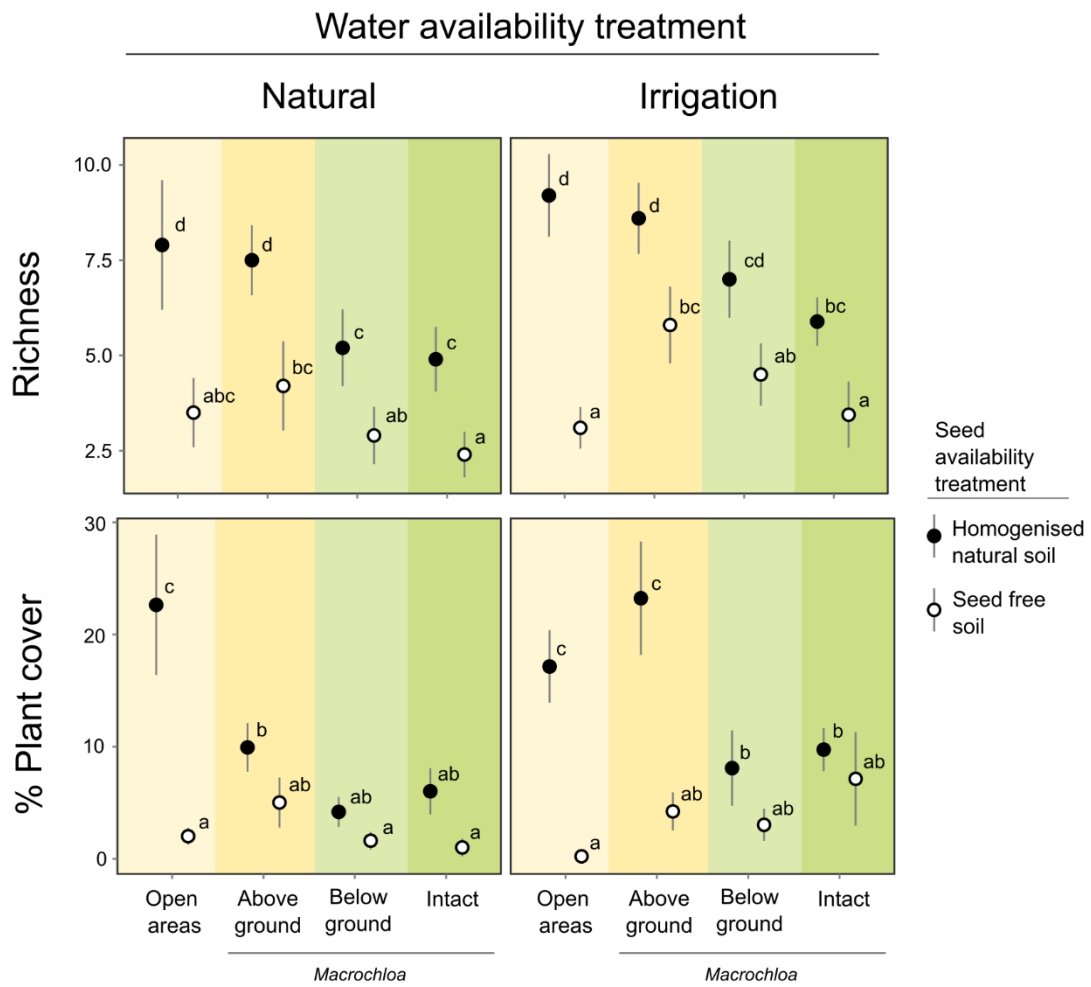 Water availability treatment
Natural
Irrigation
Richness
10.0
7.5
5.0
2.5
d
d
c
c
abc
bc
ab
a
d
d
cd
bc
a
bc
ab
a
% Plant cover
30
20
10
0
c
b
ab
ab
a
ab
a
a
c
c
b
b
a
ab
ab
ab
Open
areas
Above
ground
Below
ground
Intact
Macrochloa
Open
areas
Above
ground
Below
ground
Intact
Macrochloa
Seed
availability
treatment
Homogenised
natural soil
Seed free
soil